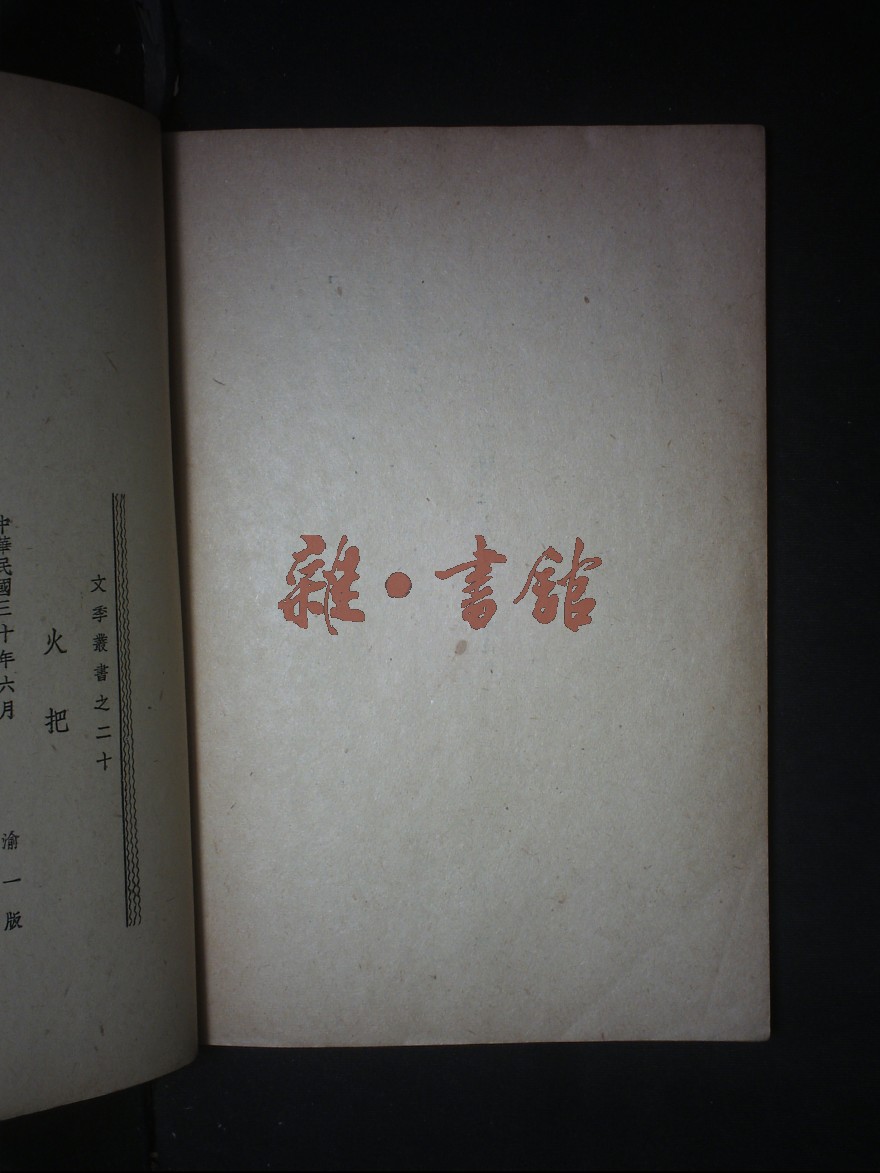 文季叢書之二十
火把
中華民國三十年六月
渝一版
雜·書館